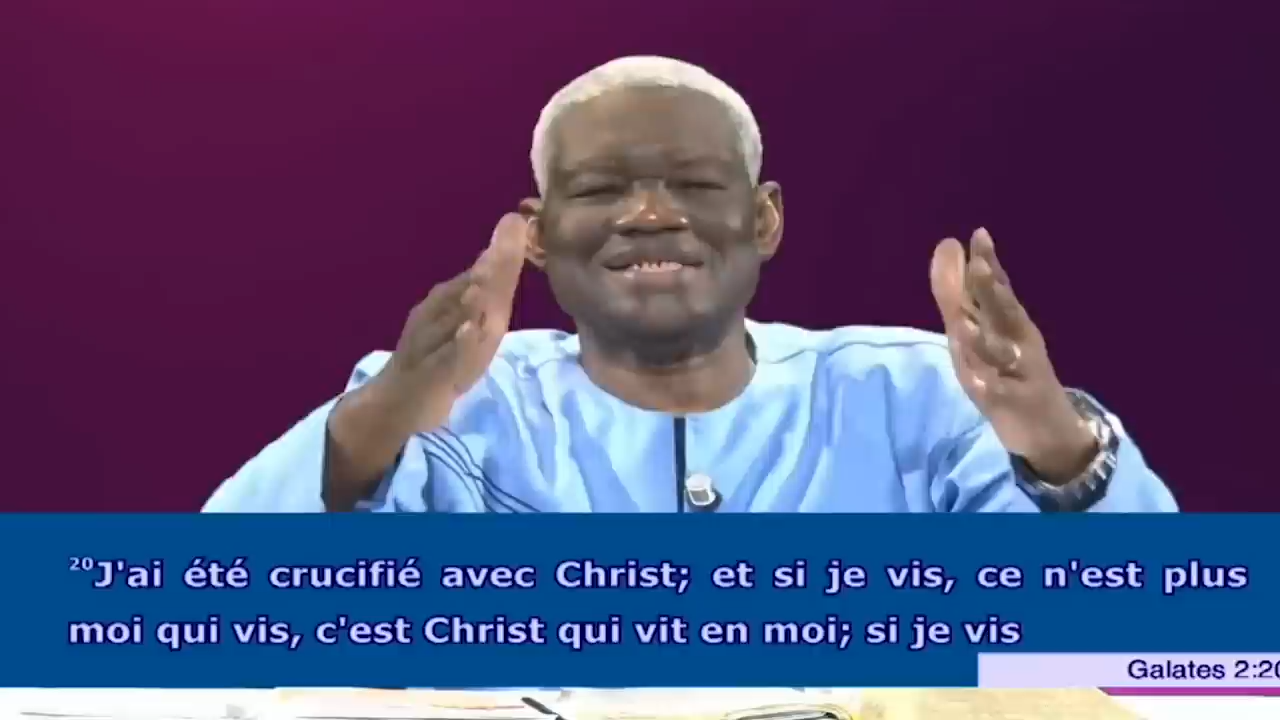 ²⁰J'ai été crucifié avec Christ; et si je vis, ce n'est plus
moi qui vis, c'est Christ qui vit en moi; si je vis
Galates 2:20